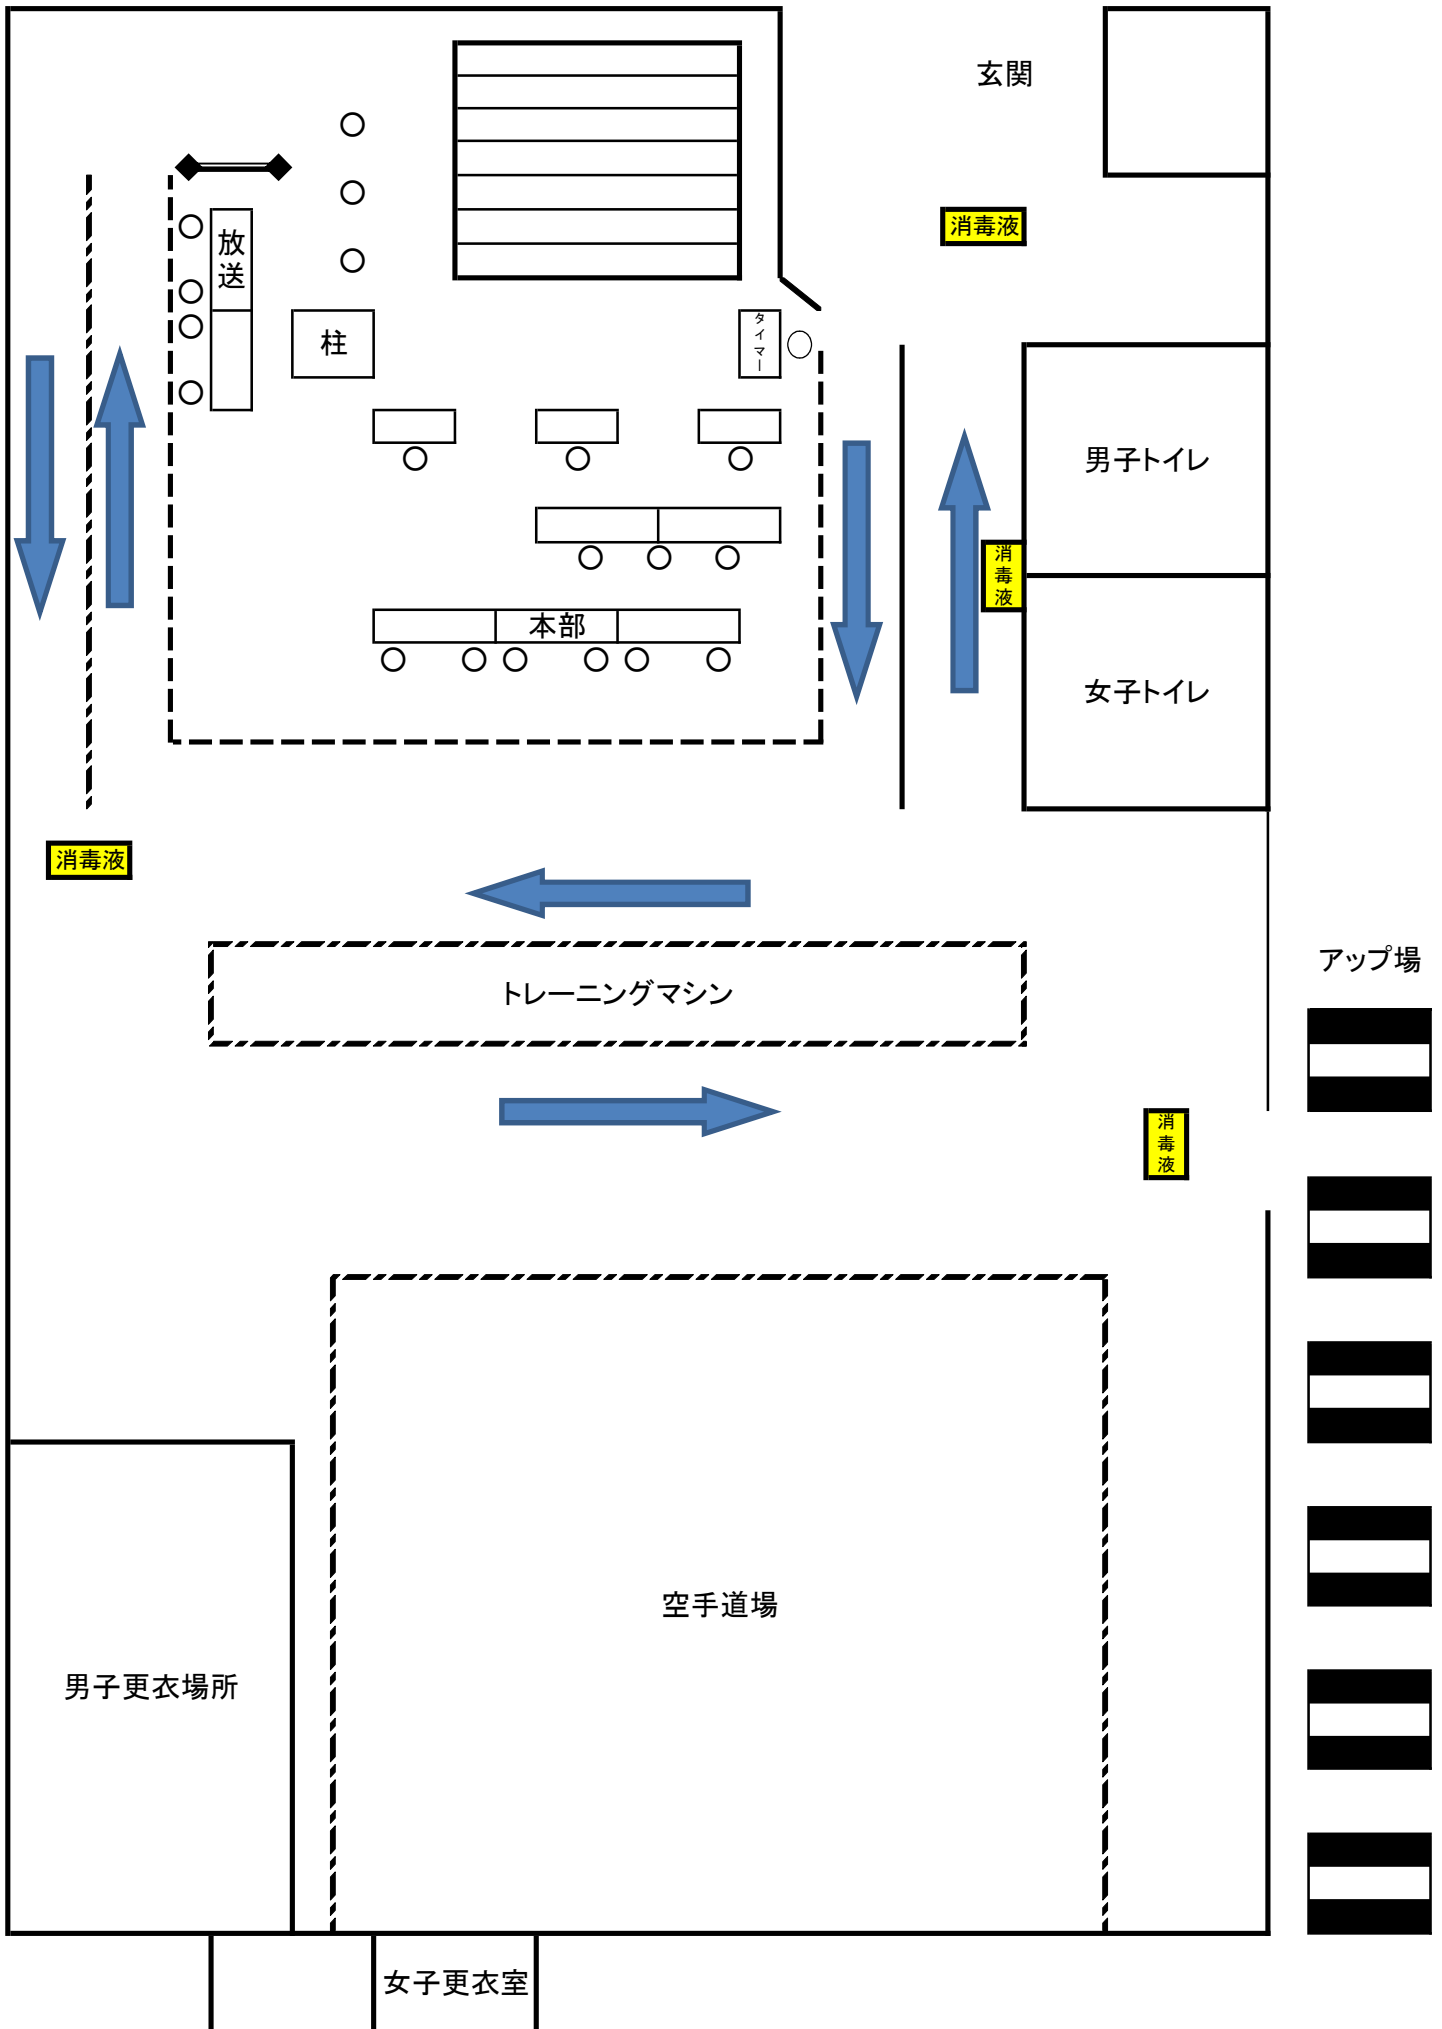 玄関
消毒液
放送
柱
タイマー
男子トイレ
消毒液
本部
女子トイレ
消毒液
アップ場
トレーニングマシン
消毒液
空手道場
男子更衣場所
女子更衣室